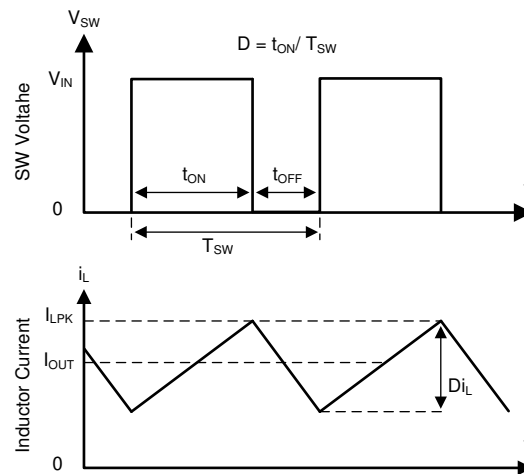 V_SW
D = t_ON/ T_SW
V_IN
SW Voltahe
t_ON
t_OFF
0
T_SW
i_L
I_LPK
I_OUT
Inductor Current
Di_L
0